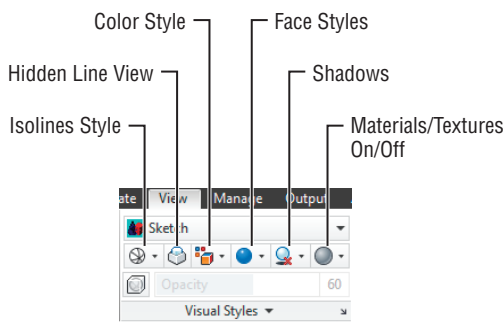 Color Style
Face Styles
Hidden Line View
Shadows
Isolines Style
Materials/Textures
On/Off
ate View Manage Output
Sketch
Opacity 60
Visual Styles